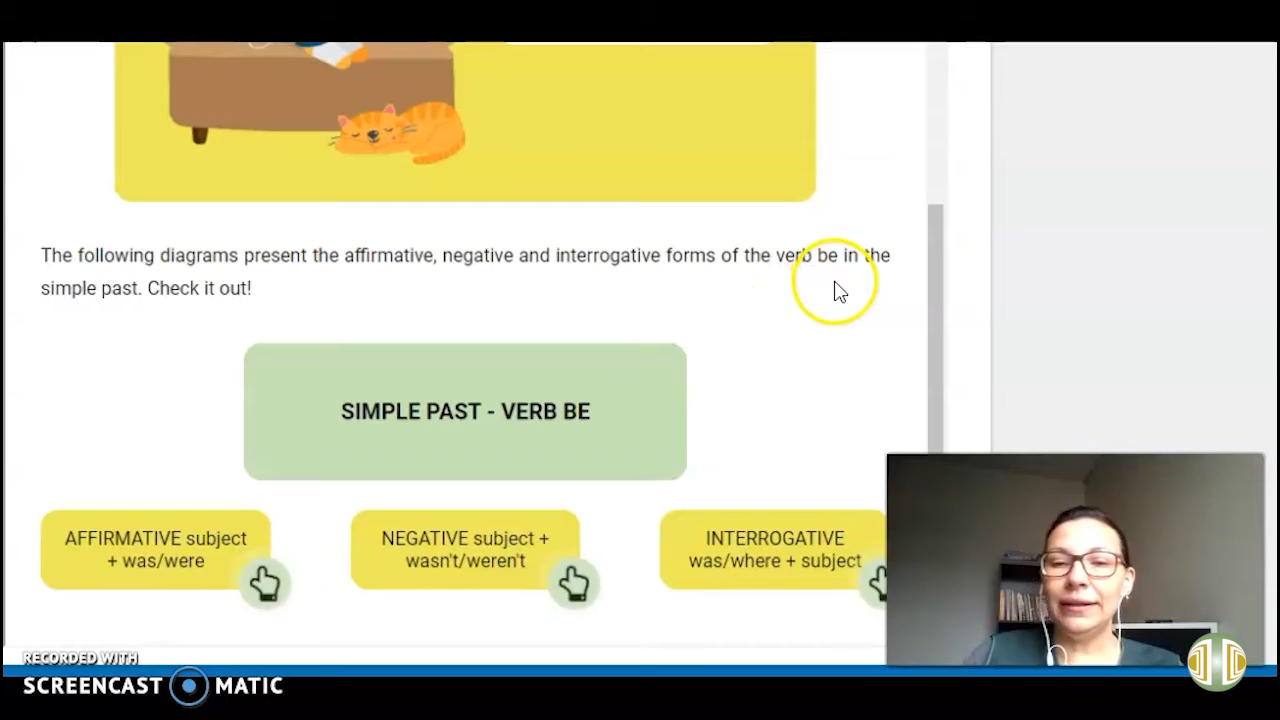 The following diagrams present the affirmative, negative and interrogative forms of the verb be in the
simple past. Check it out!
SIMPLE PAST - VERB BE
AFFIRMATIVE subject
+ was/were
NEGATIVE subject +
wasn't/weren't
INTERROGATIVE
was/where + subject
RECORDED WITH
SCREENCAST MATIC